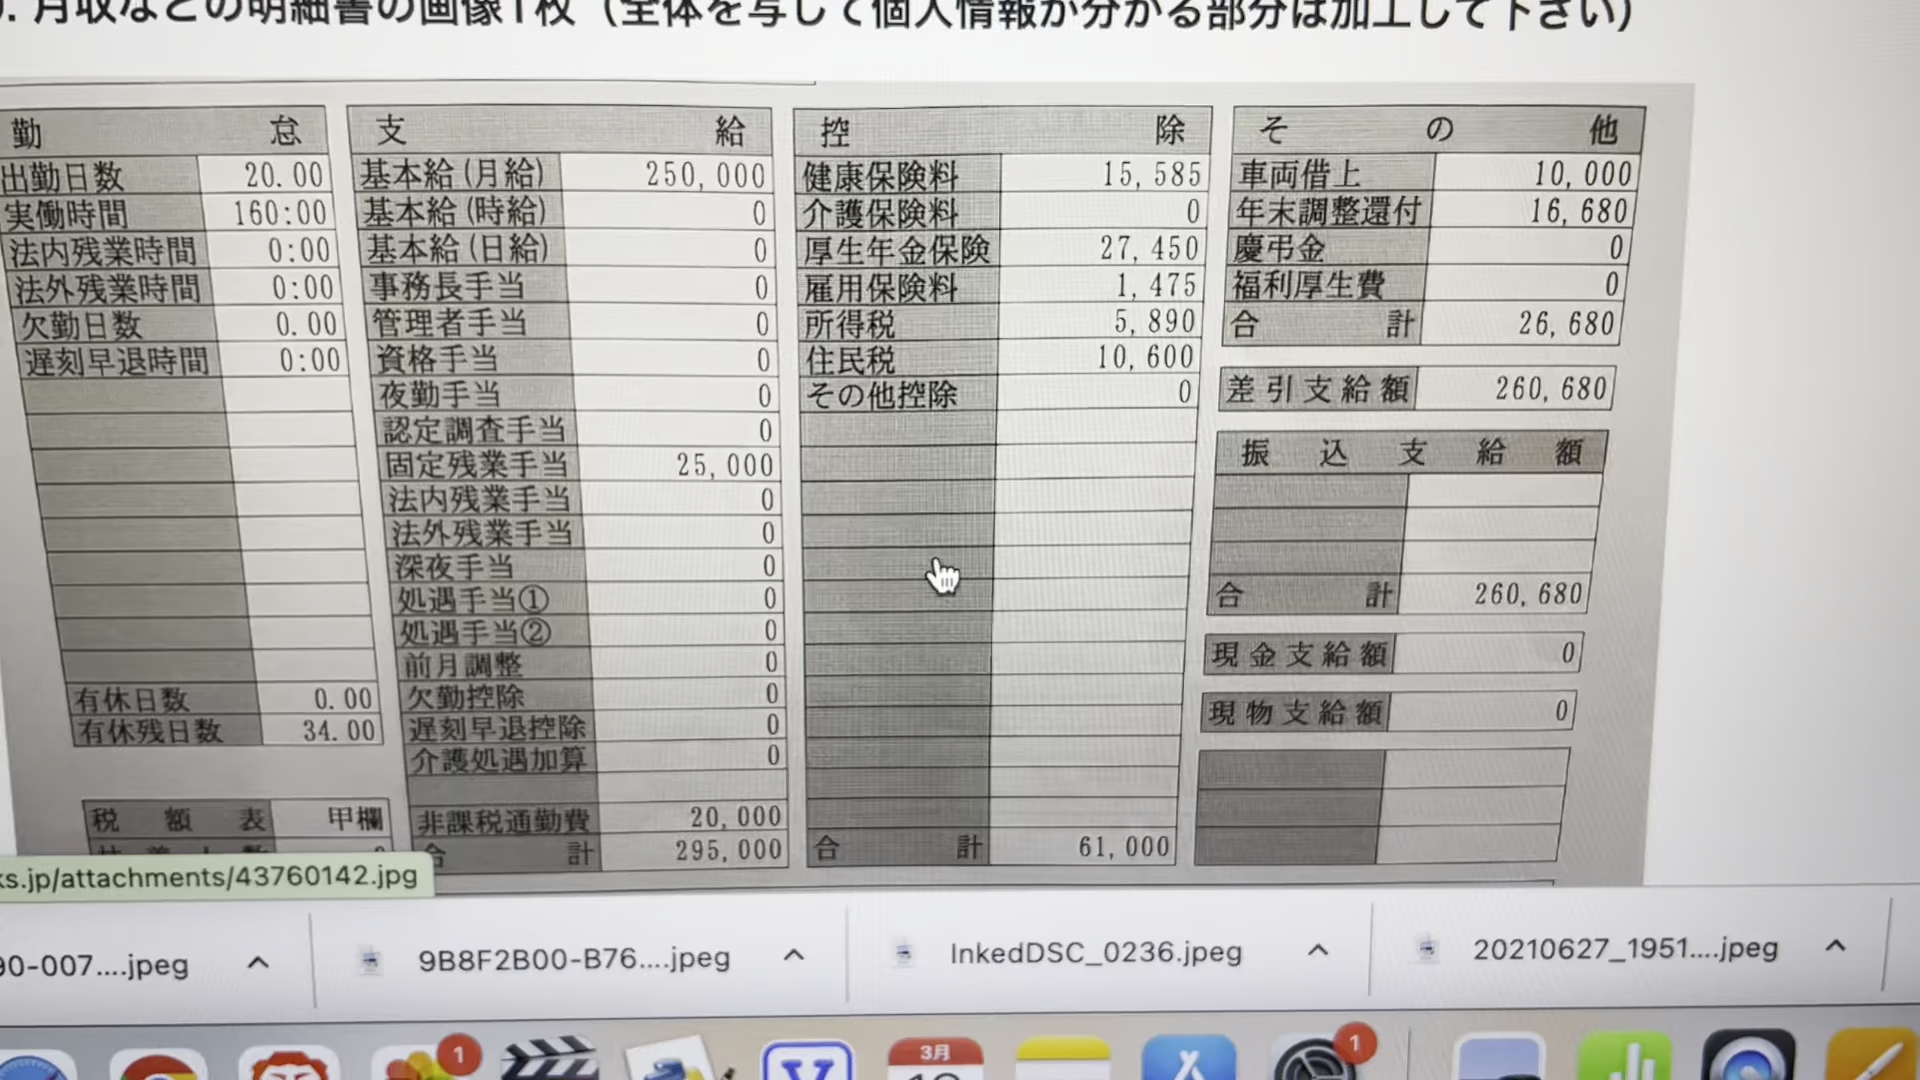 . 月収などの明細書の画像1枚（全体を写して個人情報が分かる部分は加工して下さい）
勤 怠
出勤日数 20.00
実働時間 160:00
法内残業時間 0:00
法外残業時間 0:00
欠勤日数 0.00
遅刻早退時間 0:00
有休日数 0.00
有休残日数 34.00
税額表 甲欄
支 給
基本給(月給) 250,000
基本給(時給) 0
基本給(日給) 0
事務長手当 0
管理者手当 0
資格手当 0
夜勤手当 0
認定調査手当 0
固定残業手当 25,000
法内残業手当 0
法外残業手当 0
深夜手当 0
処遇手当① 0
処遇手当② 0
前月調整 0
欠勤控除 0
遅刻早退控除 0
介護処遇加算 0
非課税通勤費 20,000
合計 295,000
控 除
健康保険料 15,585
介護保険料 0
厚生年金保険 27,450
雇用保険料 1,475
所得税 5,890
住民税 10,600
その他控除 0
合計 61,000
そ の 他
車両借上 10,000
年末調整還付 16,680
慶弔金 0
福利厚生費 0
合計 26,680
差引支給額 260,680
振込支給額
合計 260,680
現金支給額 0
現物支給額 0
ks.jp/attachments/43760142.jpg
90-007....jpeg
9B8F2B00-B76....jpeg
InkedDSC_0236.jpeg
20210627_1951....jpeg
1
3月
1